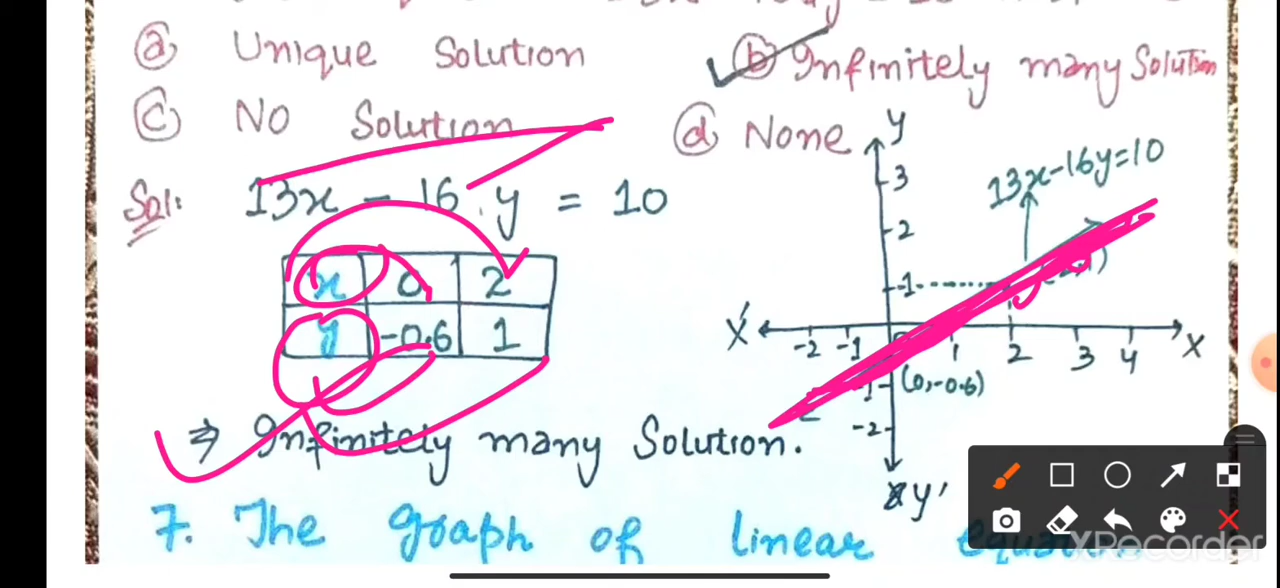 ⓐ Unique Solution ⓑ Infinitely many Solution
ⓒ NO Solution ⓓ None
Sol: 13x - 16 y = 10
x 0 2
y -0.6 1
⇒ Infinitely many Solution.
Y
3
2
1
13x-16y=10
X' -2 -1 1 2 3 4 X
(0,-0.6)
-1
-2
y'
7. The graph of linear
XRecorder